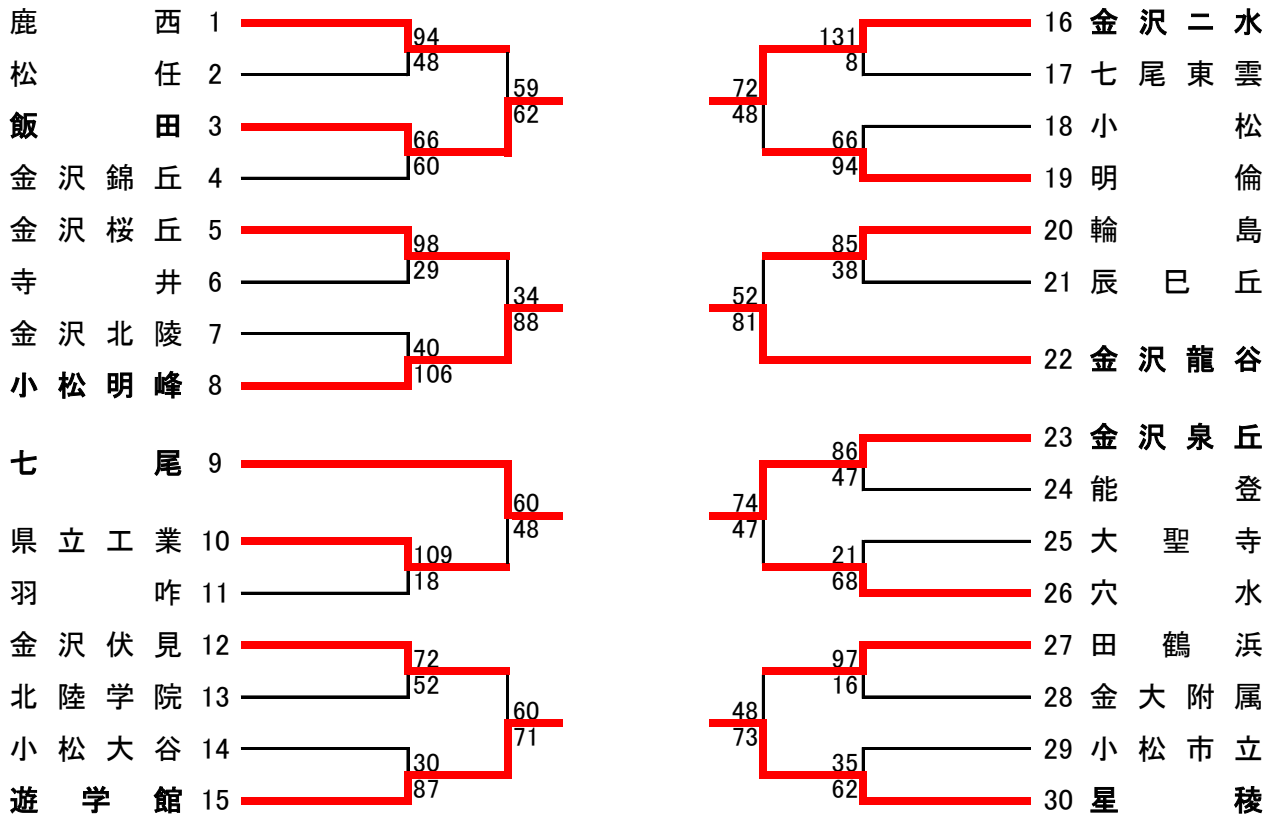 鹿西 1
94
松任 2
48
59
62
飯田 3
66
金沢錦丘 4
60
金沢桜丘 5
98
寺井 6
29
34
88
金沢北陵 7
40
小松明峰 8
106
七尾 9
60
48
県立工業 10
109
羽咋 11
18
金沢伏見 12
72
北陸学院 13
52
60
71
小松大谷 14
30
遊学館 15
87
16 金沢二水
131
17 七尾東雲
8
72
48
18 小松
66
19 明倫
94
20 輪島
85
21 辰巳丘
38
52
81
22 金沢龍谷
23 金沢泉丘
86
24 能登
47
74
47
25 大聖寺
21
26 穴水
68
27 田鶴浜
97
28 金大附属
16
48
73
29 小松市立
35
30 星稜
62